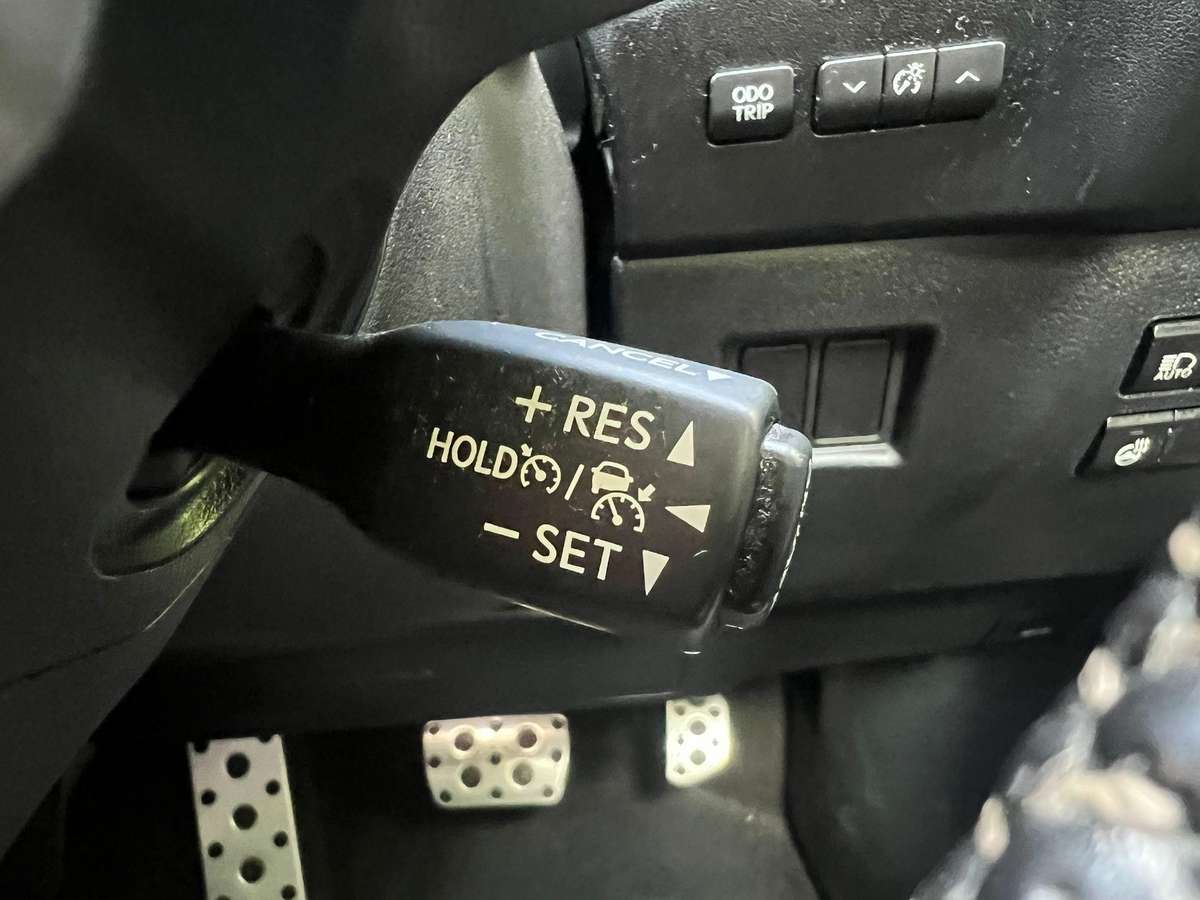 ODO
TRIP
CANCEL
+ RES
HOLD /
– SET
AUTO